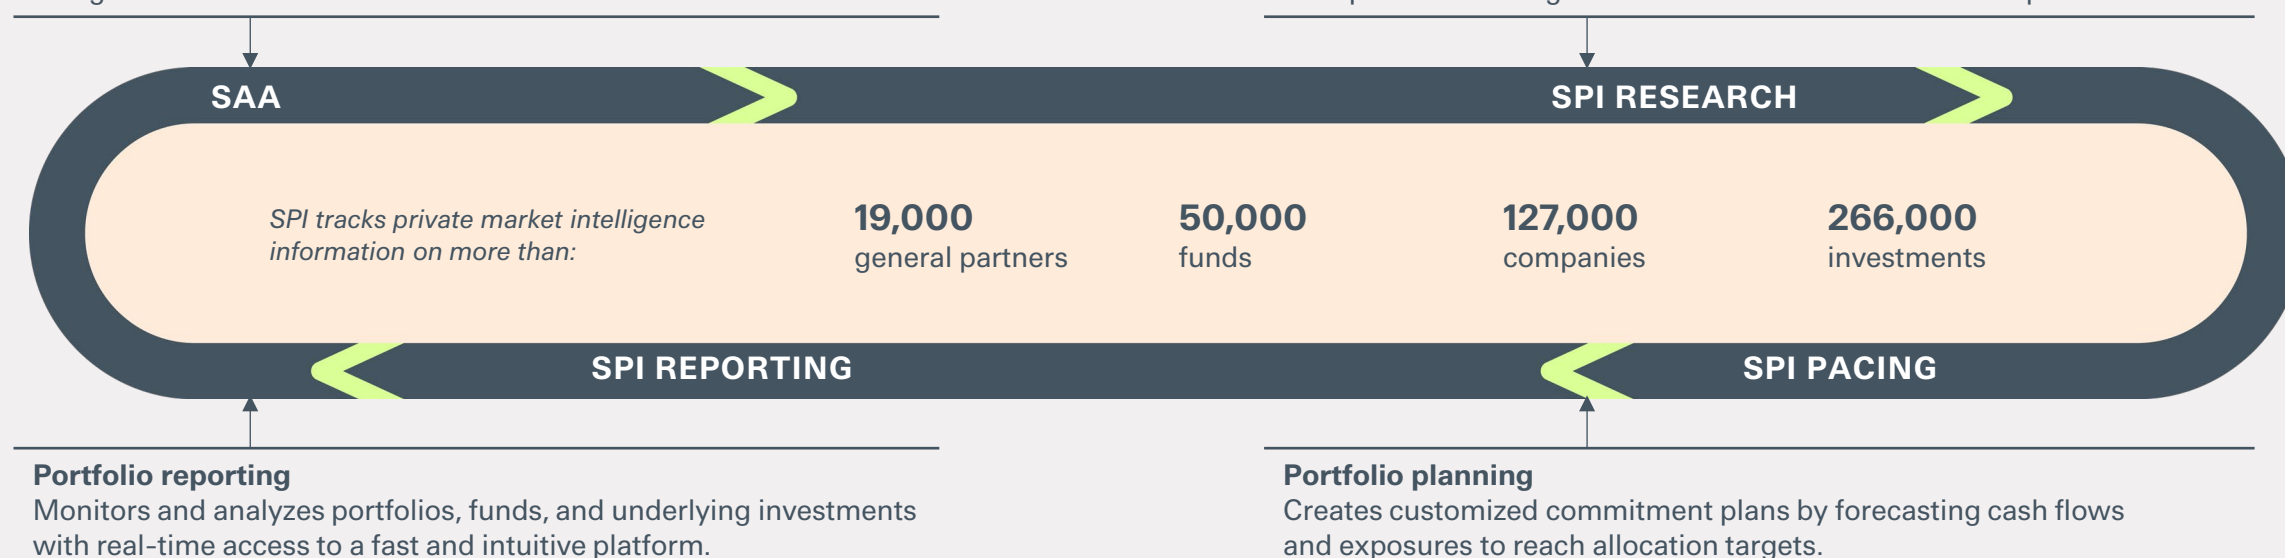 SAA
SPI RESEARCH
SPI tracks private market intelligence
information on more than:
19,000
general partners
50,000
funds
127,000
companies
266,000
investments
SPI REPORTING
SPI PACING
Portfolio reporting
Monitors and analyzes portfolios, funds, and underlying investments
with real-time access to a fast and intuitive platform.
Portfolio planning
Creates customized commitment plans by forecasting cash flows
and exposures to reach allocation targets.